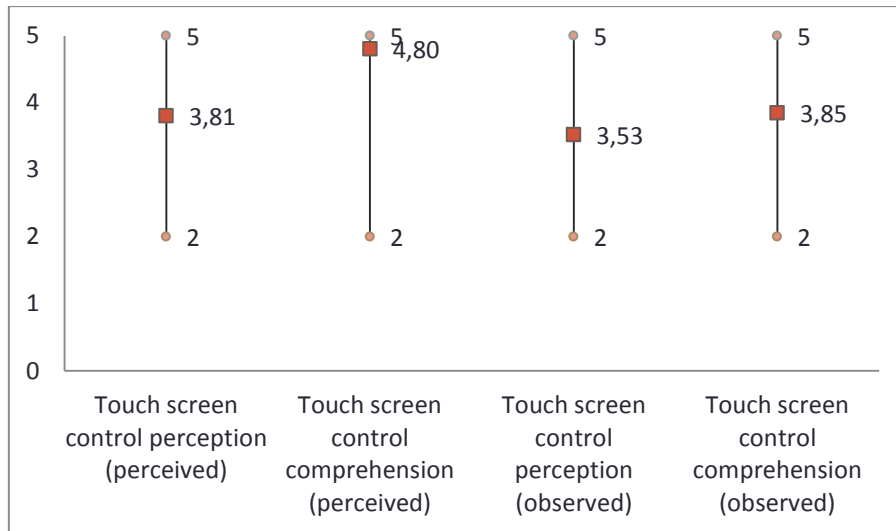 5
4
3
2
1
0
5
3,81
2
5
4,80
2
5
3,53
2
5
3,85
2
Touch screen
control perception
(perceived)
Touch screen
control
comprehension
(perceived)
Touch screen
control
perception
(observed)
Touch screen
control
comprehension
(observed)